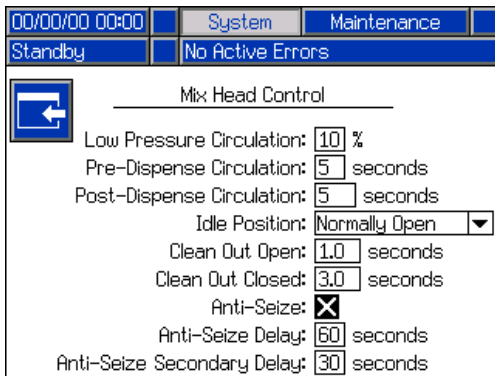 00/00/00 00:00 System Maintenance
Standby No Active Errors
Mix Head Control
Low Pressure Circulation: 10 %
Pre-Dispense Circulation: 5 seconds
Post-Dispense Circulation: 5 seconds
Idle Position: Normally Open
Clean Out Open: 1.0 seconds
Clean Out Closed: 3.0 seconds
Anti-Seize:
Anti-Seize Delay: 60 seconds
Anti-Seize Secondary Delay: 30 seconds